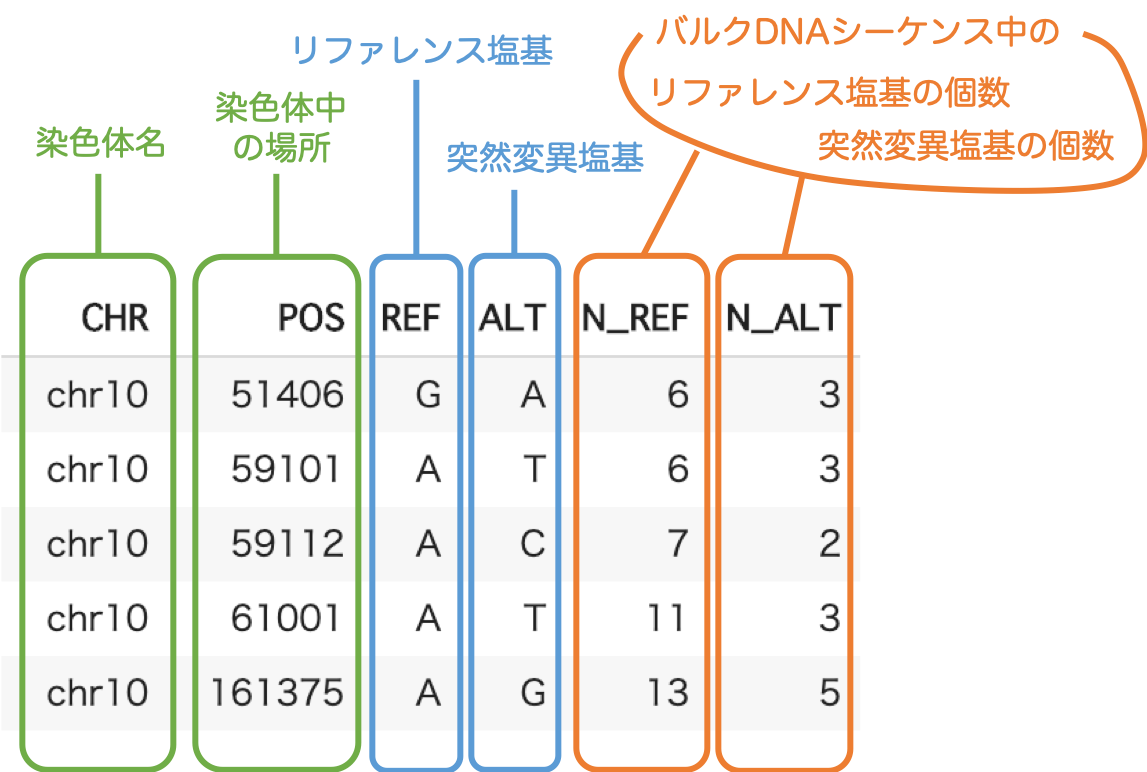 バルクDNAシーケンス中の
リファレンス塩基の個数
突然変異塩基の個数
リファレンス塩基
染色体中
の場所
染色体名
突然変異塩基
CHR POS REF ALT N_REF N_ALT
chr10 51406 G A 6 3
chr10 59101 A T 6 3
chr10 59112 A C 7 2
chr10 61001 A T 11 3
chr10 161375 A G 13 5